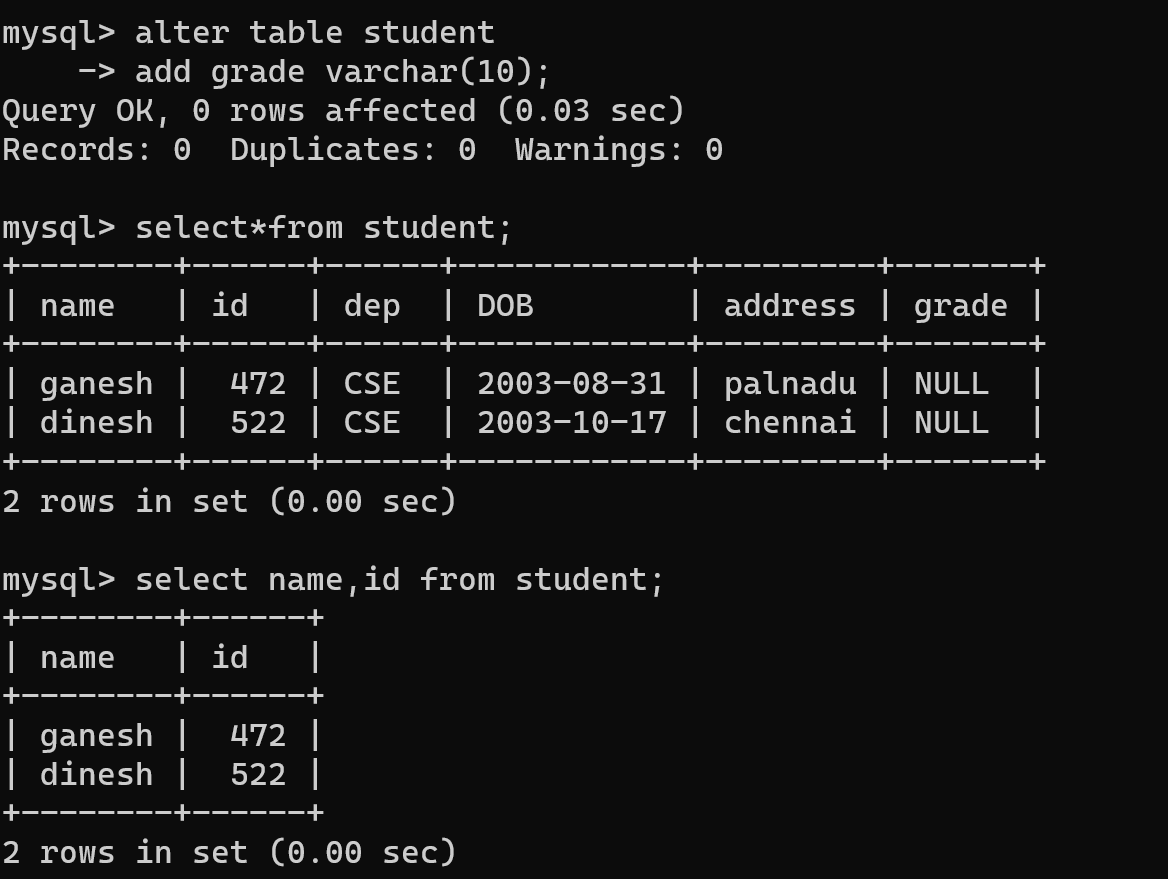 mysql> alter table student
    -> add grade varchar(10);
Query OK, 0 rows affected (0.03 sec)
Records: 0  Duplicates: 0  Warnings: 0

mysql> select*from student;
+--------+------+------+------------+---------+-------+
| name   | id   | dep  | DOB        | address | grade |
+--------+------+------+------------+---------+-------+
| ganesh |  472 | CSE  | 2003-08-31 | palnadu | NULL  |
| dinesh |  522 | CSE  | 2003-10-17 | chennai | NULL  |
+--------+------+------+------------+---------+-------+
2 rows in set (0.00 sec)

mysql> select name,id from student;
+--------+------+
| name   | id   |
+--------+------+
| ganesh |  472 |
| dinesh |  522 |
+--------+------+
2 rows in set (0.00 sec)